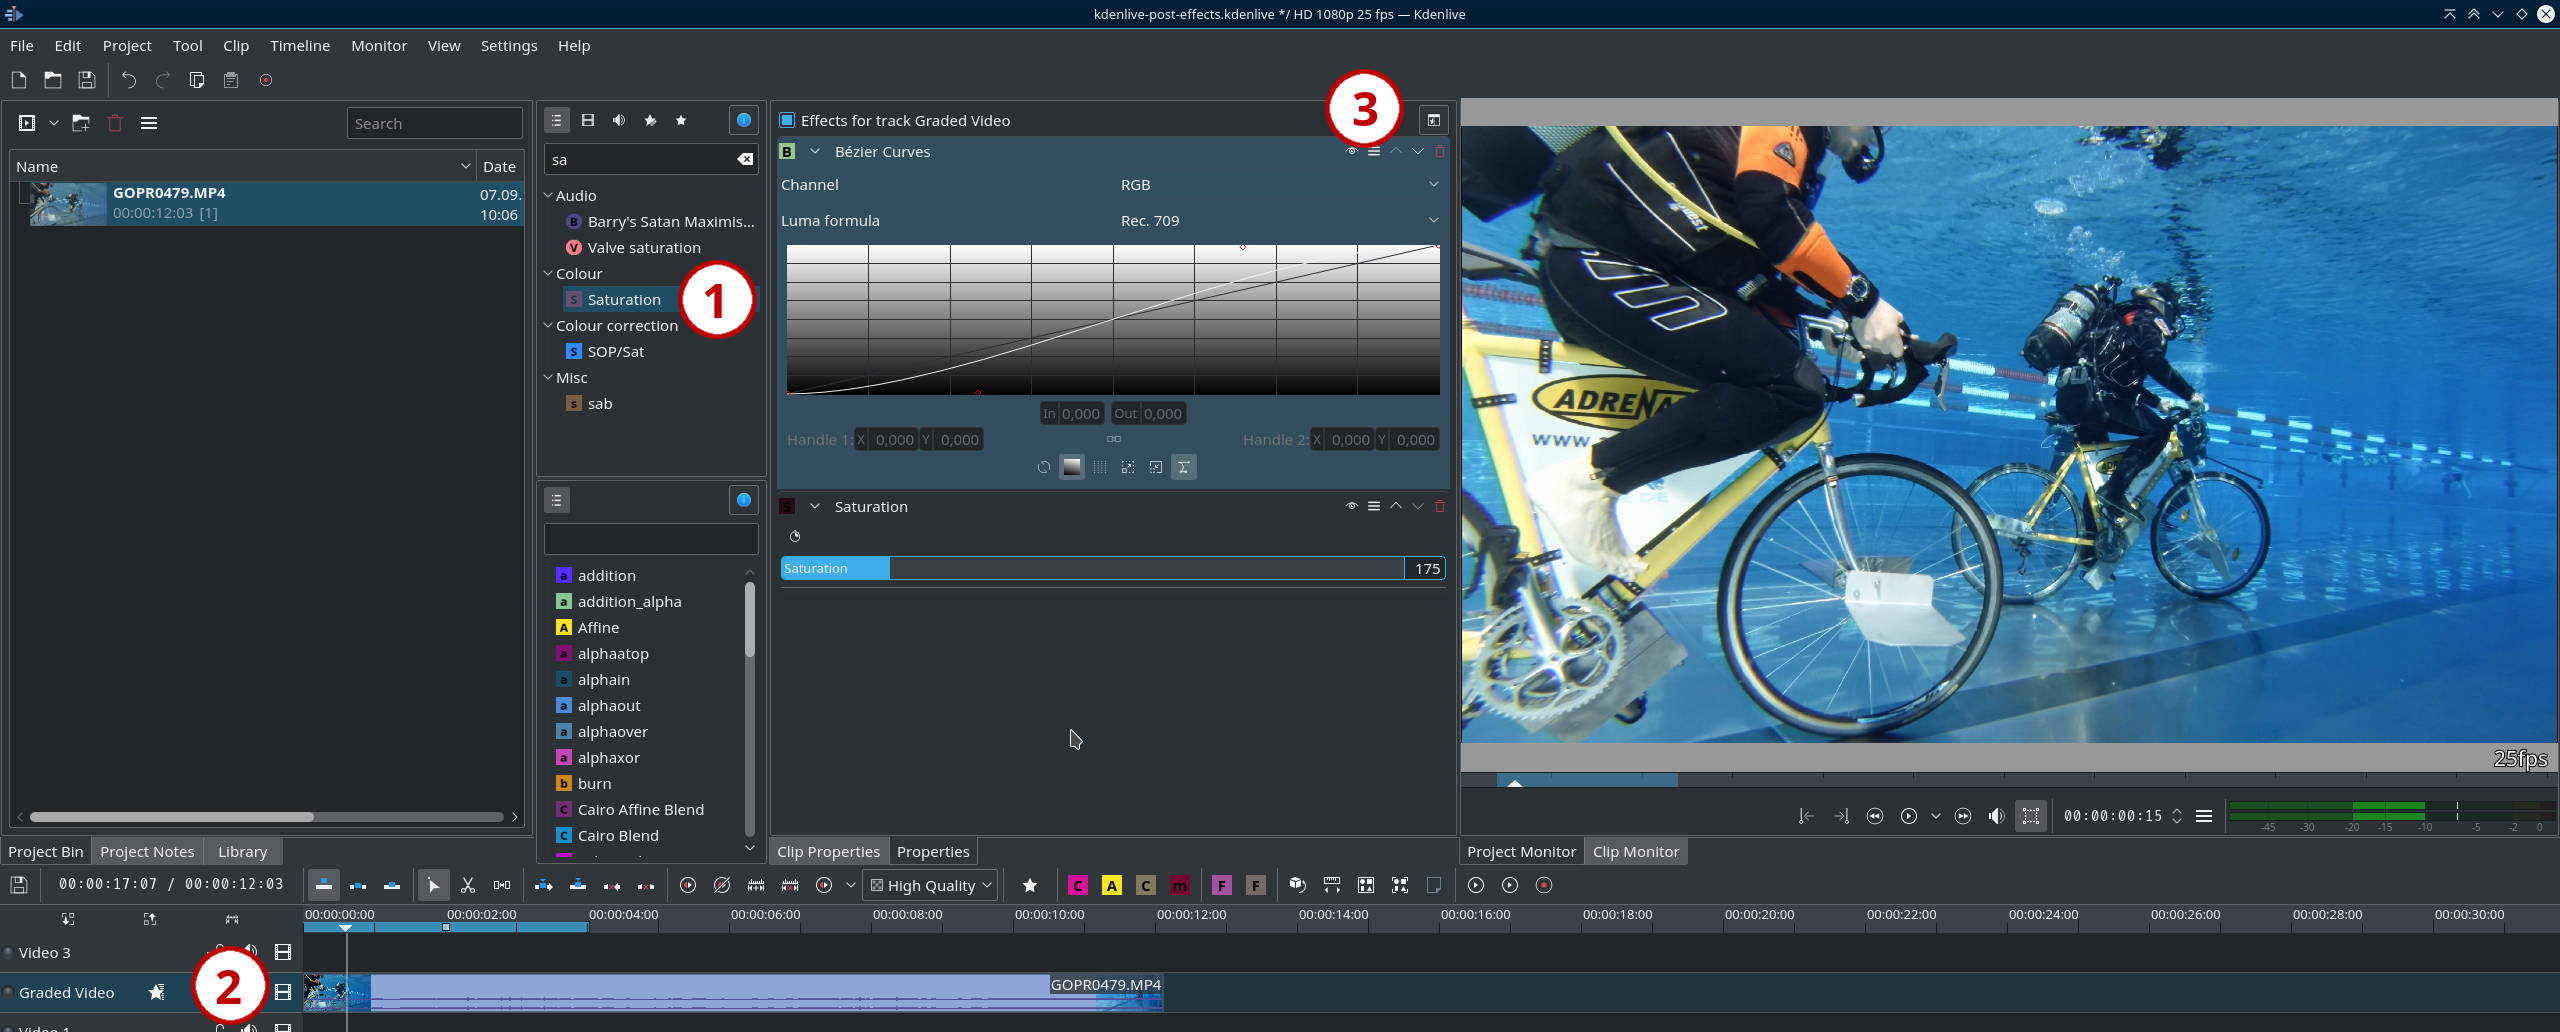 kdenlive-post-effects.kdenlive */ HD 1080p 25 fps — Kdenlive
File Edit Project Tool Clip Timeline Monitor View Settings Help
Search
Name Date
GOPR0479.MP4 07.09.
00:00:12:03 [1] 10:06
Project Bin Project Notes Library
sa
Audio
B Barry's Satan Maximis...
V Valve saturation
Colour
S Saturation
1
Colour correction
S SOP/Sat
Misc
s sab
a addition
a addition_alpha
A Affine
a alphaatop
a alphain
a alphaout
a alphaover
a alphaxor
b burn
C Cairo Affine Blend
C Cairo Blend
Effects for track Graded Video
3
B Bézier Curves
Channel RGB
Luma formula Rec. 709
In 0,000 Out 0,000
Handle 1: X 0,000 Y 0,000 Handle 2: X 0,000 Y 0,000
S Saturation
Saturation 175
Clip Properties Properties
ADRENA
www.a
ADRE
25fps
00:00:00:15
-45 -30 -20 -15 -10 -5 -2 0
Project Monitor Clip Monitor
00:00:17:07 / 00:00:12:03
High Quality
C A C m F F
00:00:00:00 00:00:02:00 00:00:04:00 00:00:06:00 00:00:08:00 00:00:10:00 00:00:12:00 00:00:14:00 00:00:16:00 00:00:18:00 00:00:20:00 00:00:22:00 00:00:24:00 00:00:26:00 00:00:28:00 00:00:30:00
Video 3
2
Graded Video
GOPR0479.MP4
Video 1